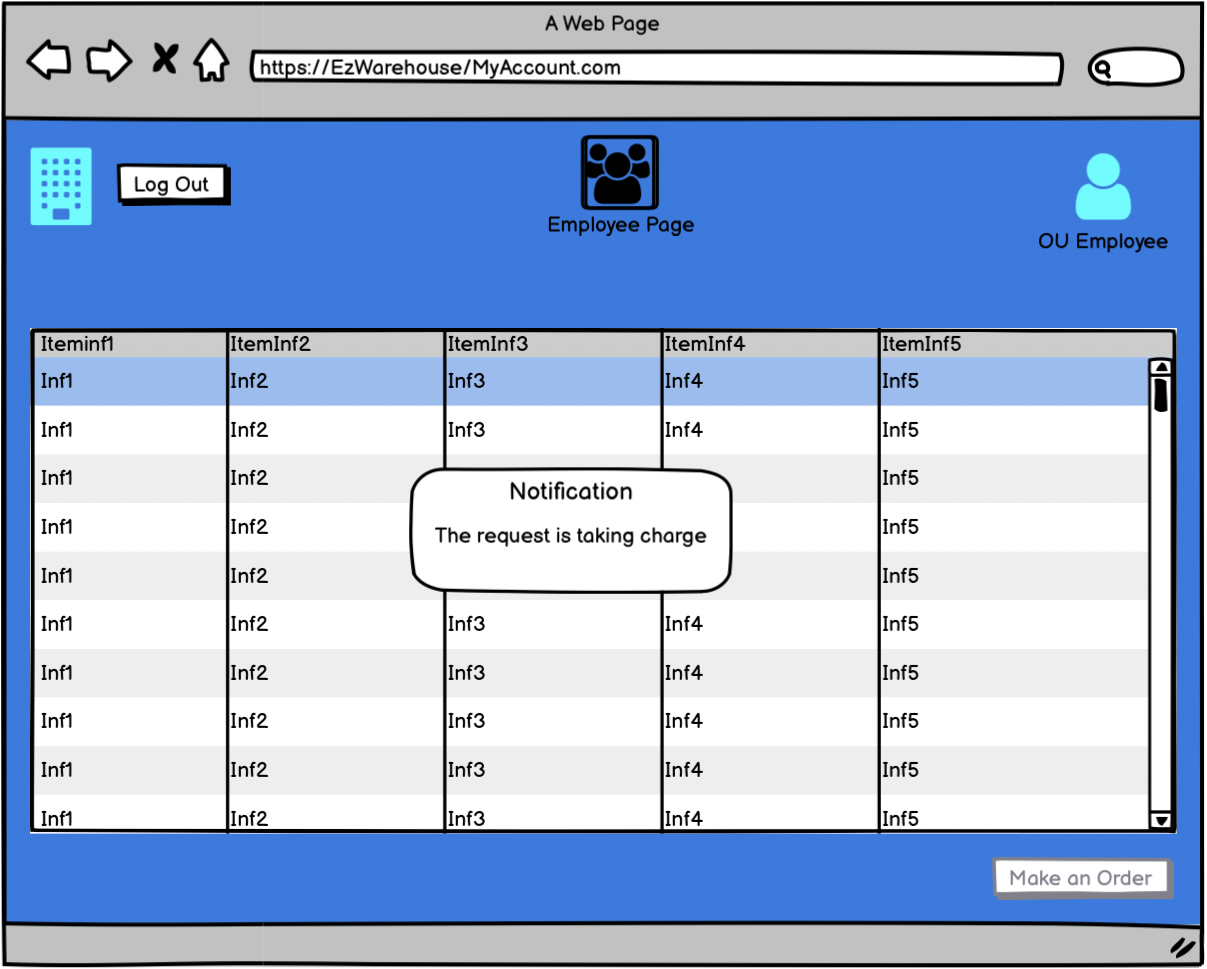 A Web Page
https://EzWarehouse/MyAccount.com
Log Out
Employee Page
OU Employee
Iteminf1 ItemInf2 ItemInf3 ItemInf4 ItemInf5
Inf1 Inf2 Inf3 Inf4 Inf5
Inf1 Inf2 Inf3 Inf4 Inf5
Inf1 Inf2 Inf5
Notification
Inf1 Inf2 Inf5
The request is taking charge
Inf1 Inf2 Inf5
Inf1 Inf2 Inf3 Inf4 Inf5
Inf1 Inf2 Inf3 Inf4 Inf5
Inf1 Inf2 Inf3 Inf4 Inf5
Inf1 Inf2 Inf3 Inf4 Inf5
Inf1 Inf2 Inf3 Inf4 Inf5
Make an Order